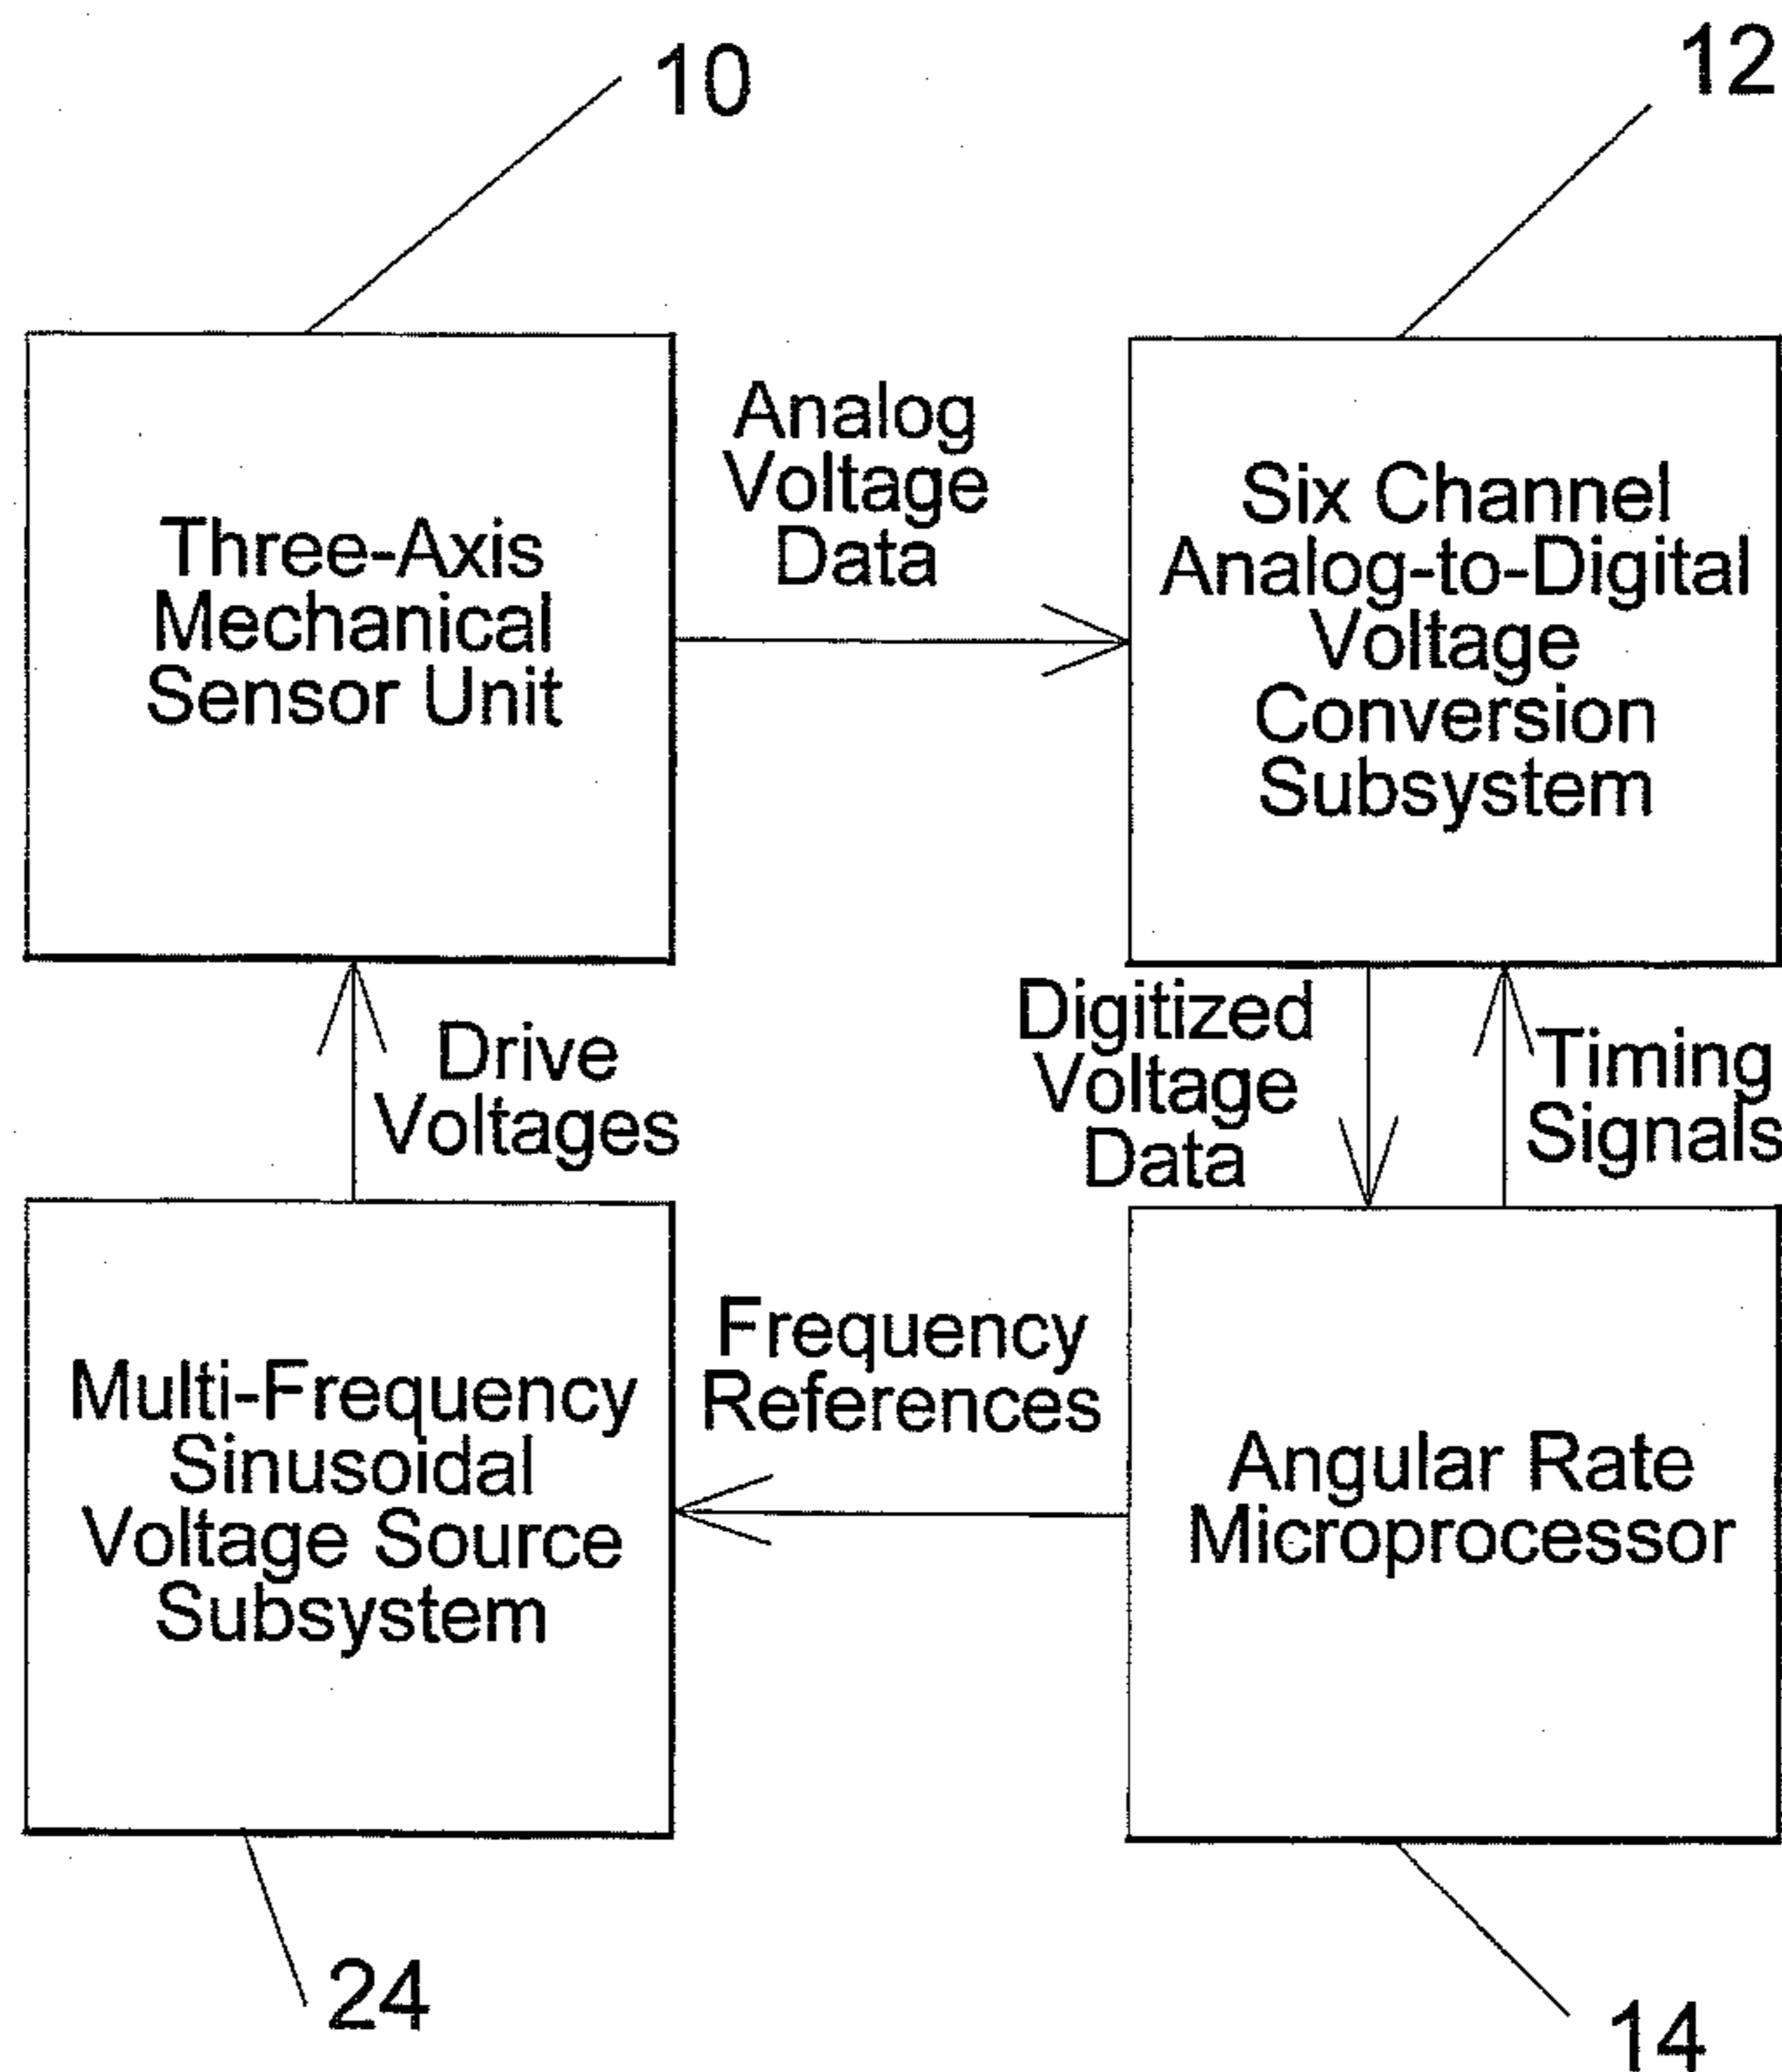 10
12
Three-Axis
Mechanical
Sensor Unit
Analog
Voltage
Data
Six Channel
Analog-to-Digital
Voltage
Conversion
Subsystem
Drive
Voltages
Digitized
Voltage
Data
Timing
Signals
Multi-Frequency
Sinusoidal
Voltage Source
Subsystem
Frequency
References
Angular Rate
Microprocessor
24
14